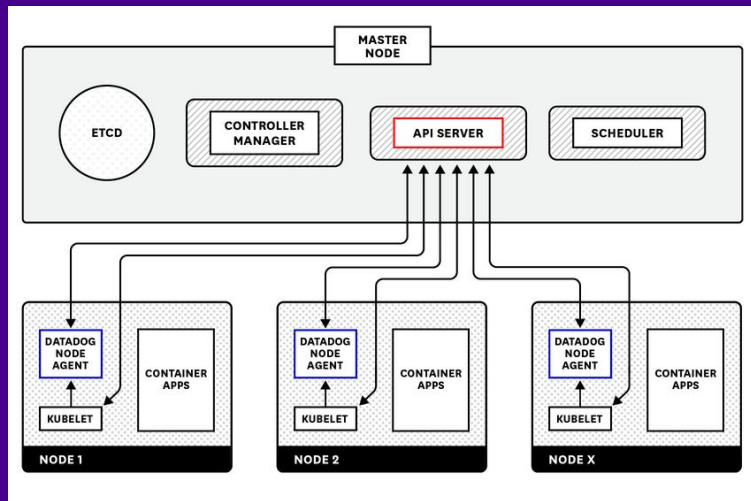 MASTER
NODE
ETCD
CONTROLLER
MANAGER
API SERVER
SCHEDULER
DATADOG
NODE
AGENT
CONTAINER
APPS
KUBELET
NODE 1
DATADOG
NODE
AGENT
CONTAINER
APPS
KUBELET
NODE 2
DATADOG
NODE
AGENT
CONTAINER
APPS
KUBELET
NODE X